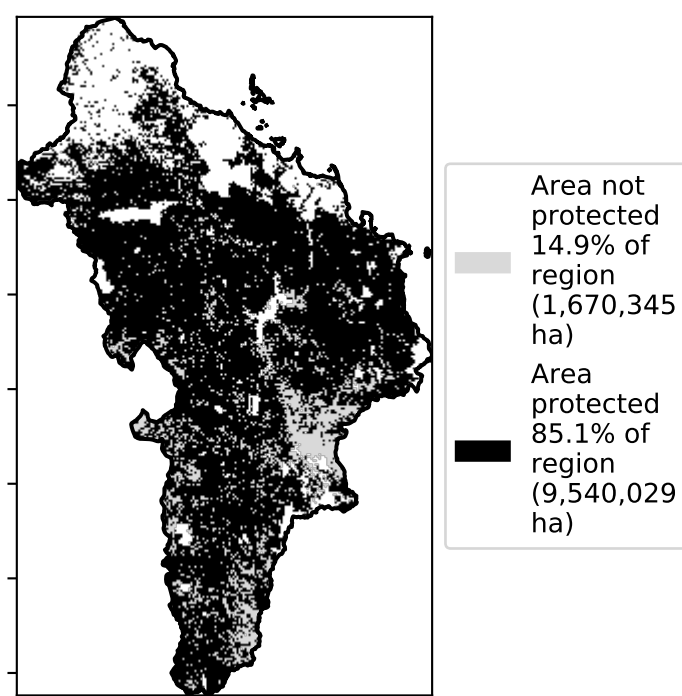 Area not
protected
14.9% of
region
(1,670,345
ha)
Area
protected
85.1% of
region
(9,540,029
ha)